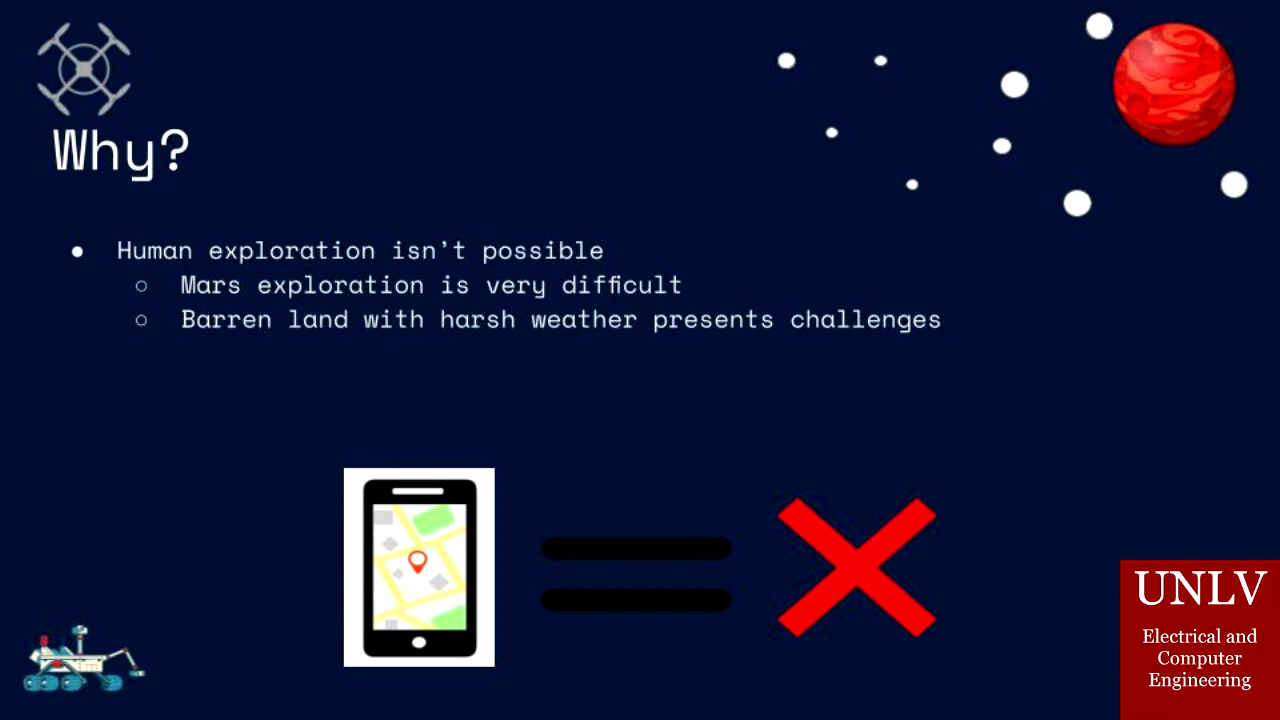 Why?
● Human exploration isn’t possible
○ Mars exploration is very difficult
○ Barren land with harsh weather presents challenges
UNLV
Electrical and
Computer
Engineering